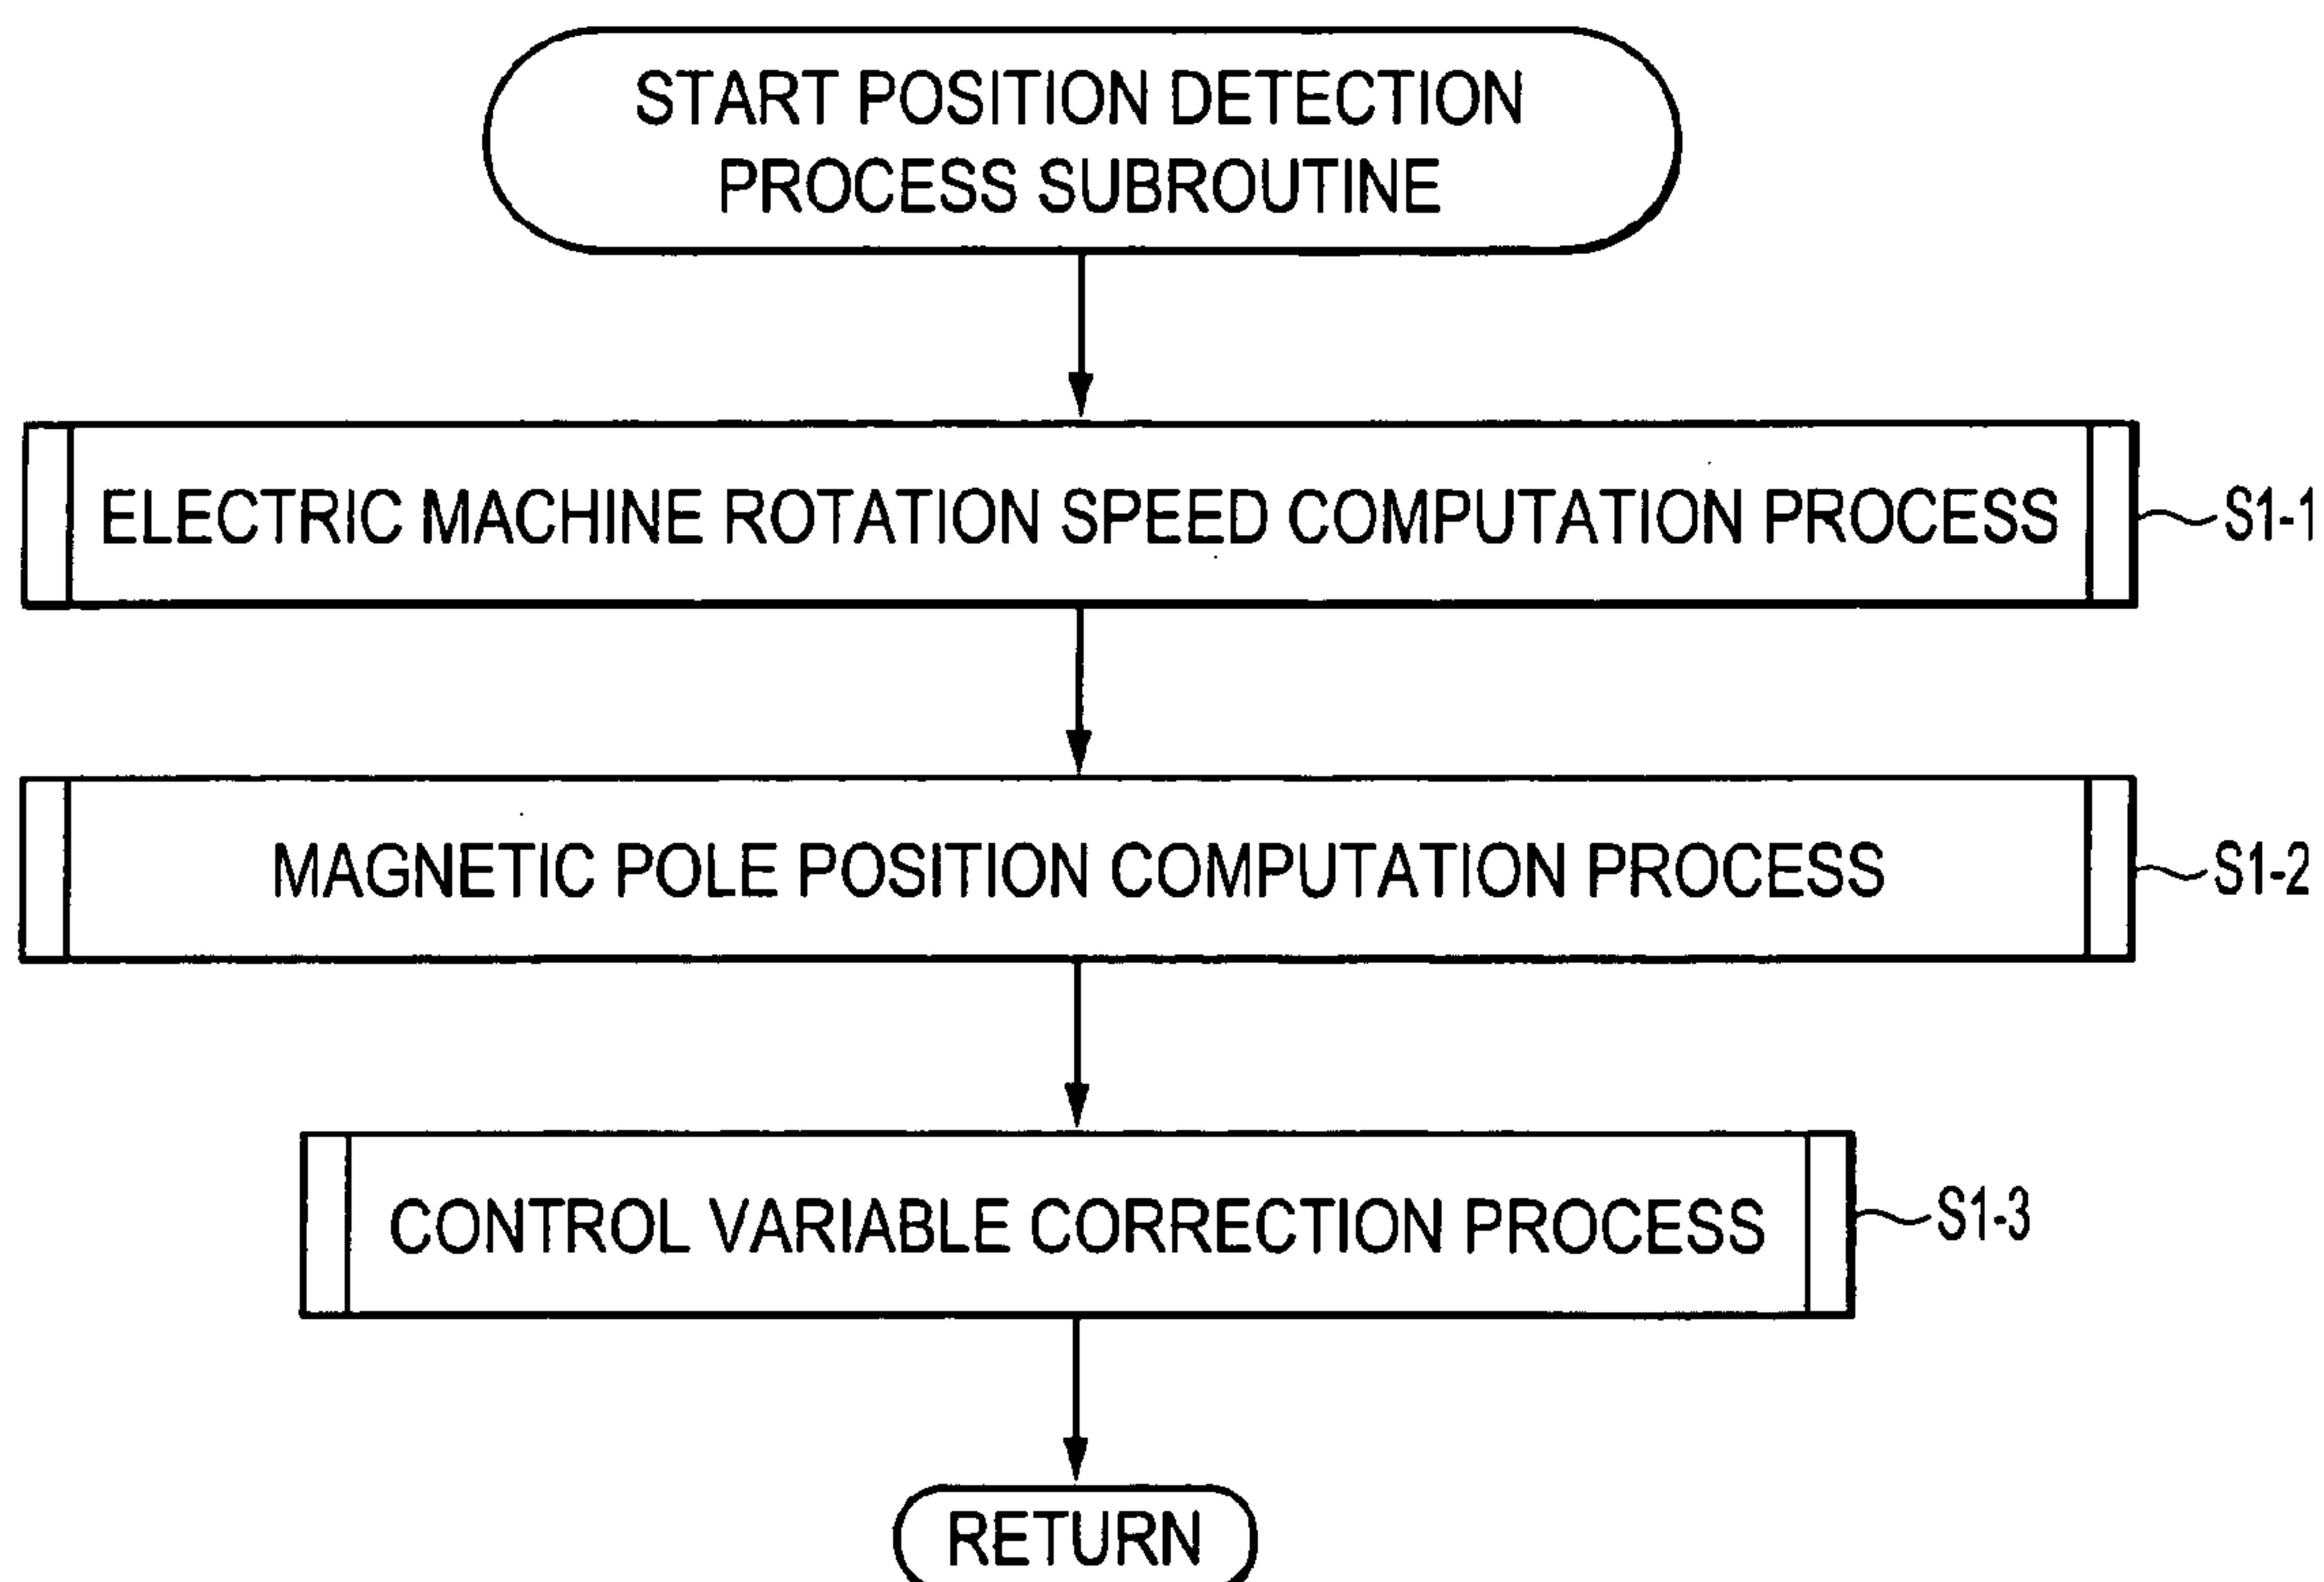 START POSITION DETECTION
PROCESS SUBROUTINE
ELECTRIC MACHINE ROTATION SPEED COMPUTATION PROCESS
S1-1
MAGNETIC POLE POSITION COMPUTATION PROCESS
S1-2
CONTROL VARIABLE CORRECTION PROCESS
S1-3
RETURN